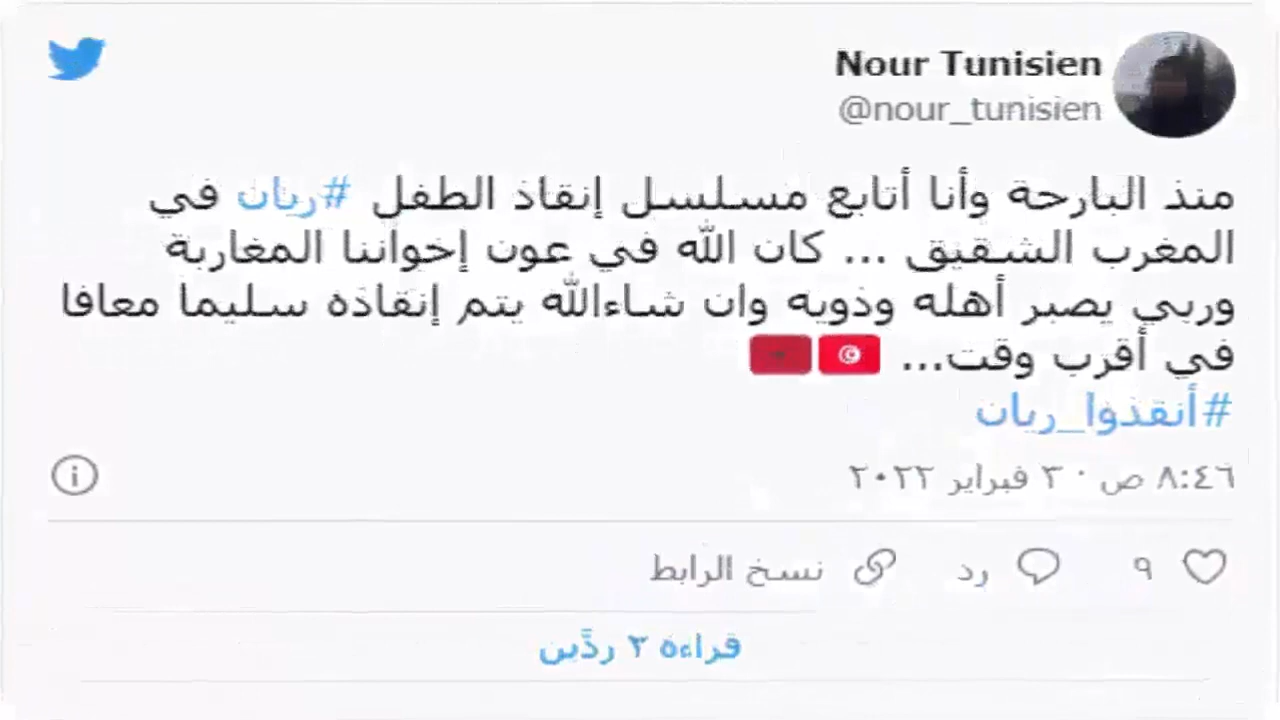 Nour Tunisien
@nour_tunisien
منذ البارحة وأنا أتابع مسلسل إنقاذ الطفل #ريان في
المغرب الشقيق ... كان الله في عون إخواننا المغاربة
وربي يصبر أهله وذويه وان شاءالله يتم إنقاذه سليما معافا
في أقرب وقت... 🇹🇳🇲🇦
#أنقذوا_ريان
٨:٤٦ ص · ٣ فبراير ٢٠٢٢
٩ رد نسخ الرابط
قراءة ٢ ردَّين